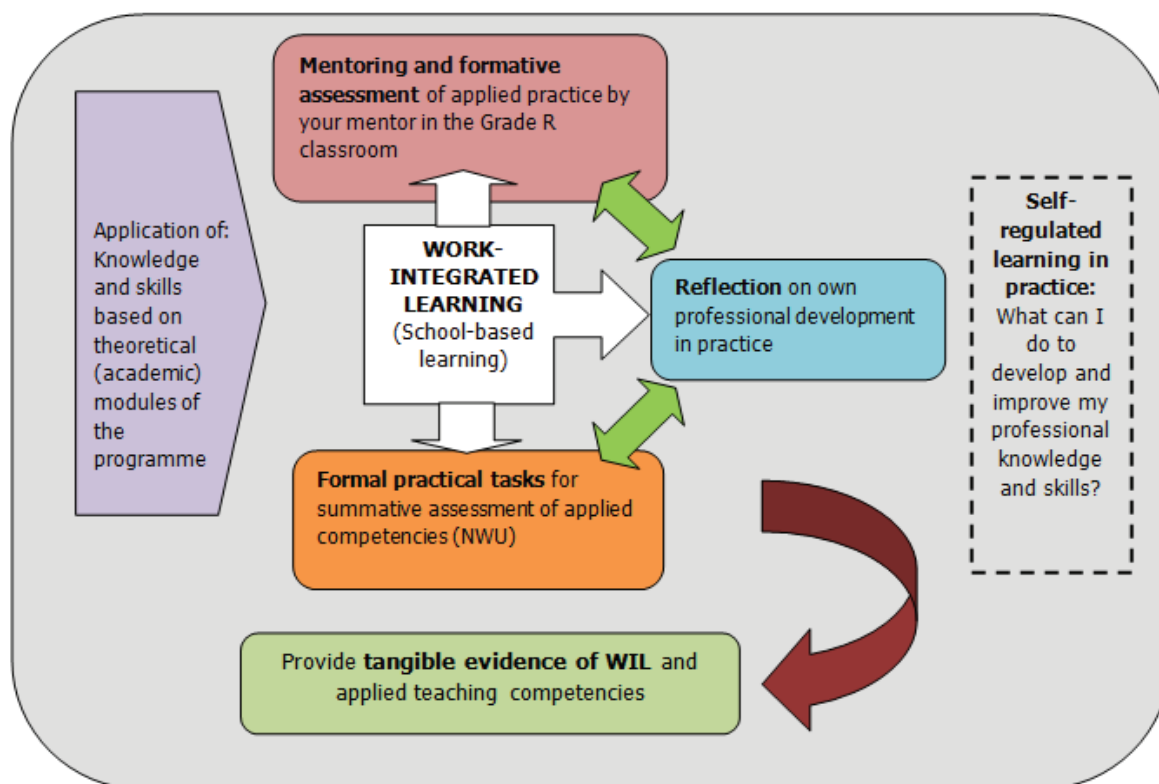 Mentoring and formative
assessment of applied practice by
your mentor in the Grade R
classroom
Application of:
Knowledge
and skills
based on
theoretical
(academic)
modules of
the
programme
WORK-
INTEGRATED
LEARNING
(School-based
learning)
Reflection on own
professional development
in practice
Self-
regulated
learning in
practice:
What can I
do to
develop and
improve my
professional
knowledge
and skills?
Formal practical tasks for
summative assessment of applied
competencies (NWU)
Provide tangible evidence of WIL and
applied teaching competencies